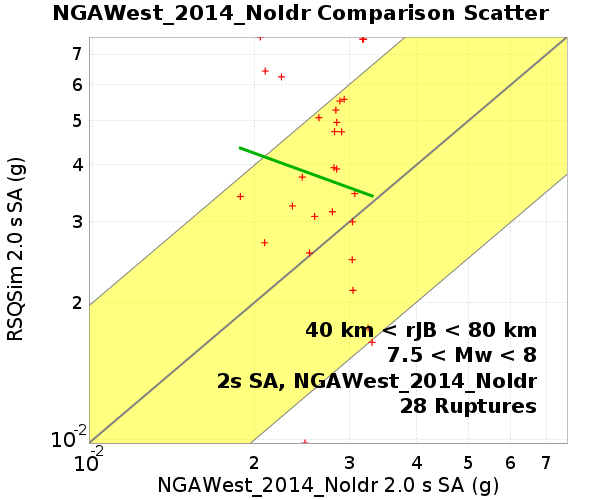 NGAWest_2014_NoIdr Comparison Scatter
RSQSim 2.0 s SA (g)
7
6
5
4
3
2
10-2
40 km < rJB < 80 km
7.5 < Mw < 8
2s SA, NGAWest_2014_NoIdr
28 Ruptures
10-2 2 3 4 5 6 7
NGAWest_2014_NoIdr 2.0 s SA (g)